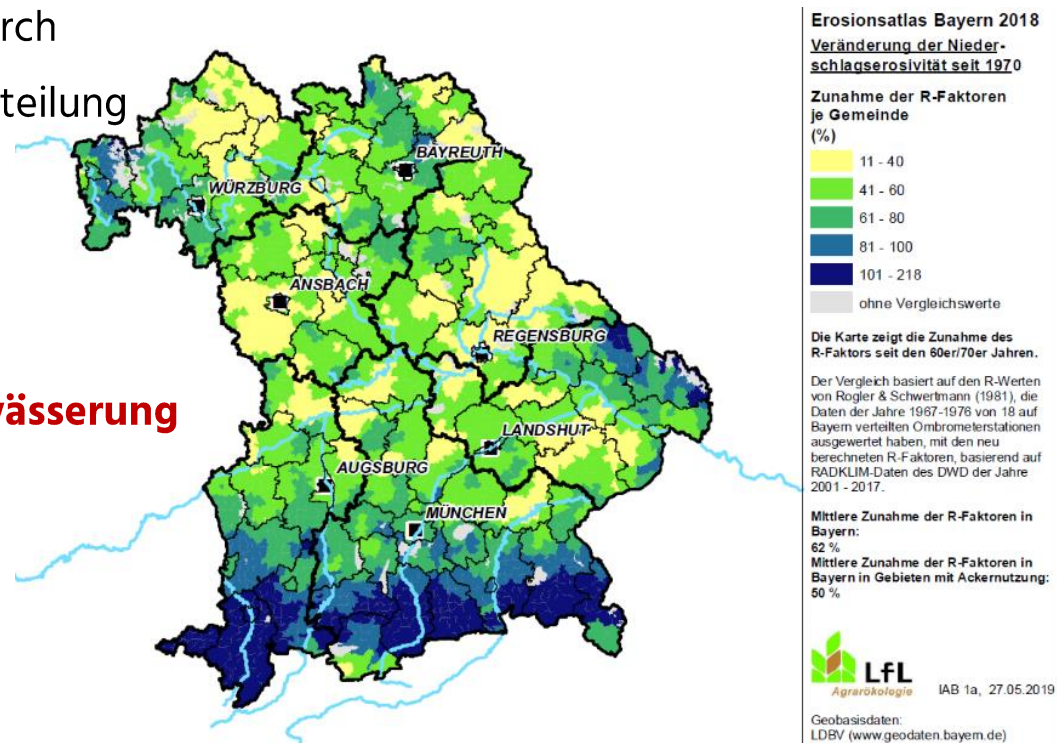 rch
teilung
vässerung
BAYREUTH
WÜRZBURG
ANSBACH
REGENSBURG
LANDSHUT
AUGSBURG
MÜNCHEN
Erosionsatlas Bayern 2018
Veränderung der Nieder-
schlagserosivität seit 1970
Zunahme der R-Faktoren
je Gemeinde
(%)
11 - 40
41 - 60
61 - 80
81 - 100
101 - 218
ohne Vergleichswerte
Die Karte zeigt die Zunahme des
R-Faktors seit den 60er/70er Jahren.
Der Vergleich basiert auf den R-Werten
von Rogler & Schwertmann (1981), die
Daten der Jahre 1967-1976 von 18 auf
Bayern verteilten Ombrometerstationen
ausgewertet haben, mit den neu
berechneten R-Faktoren, basierend auf
RADKLIM-Daten des DWD der Jahre
2001 - 2017.
Mittlere Zunahme der R-Faktoren in
Bayern:
62 %
Mittlere Zunahme der R-Faktoren in
Bayern in Gebieten mit Ackernutzung:
50 %
LfL
Agrarökologie
IAB 1a, 27.05.2019
Geobasisdaten:
LDBV (www.geodaten.bayern.de)